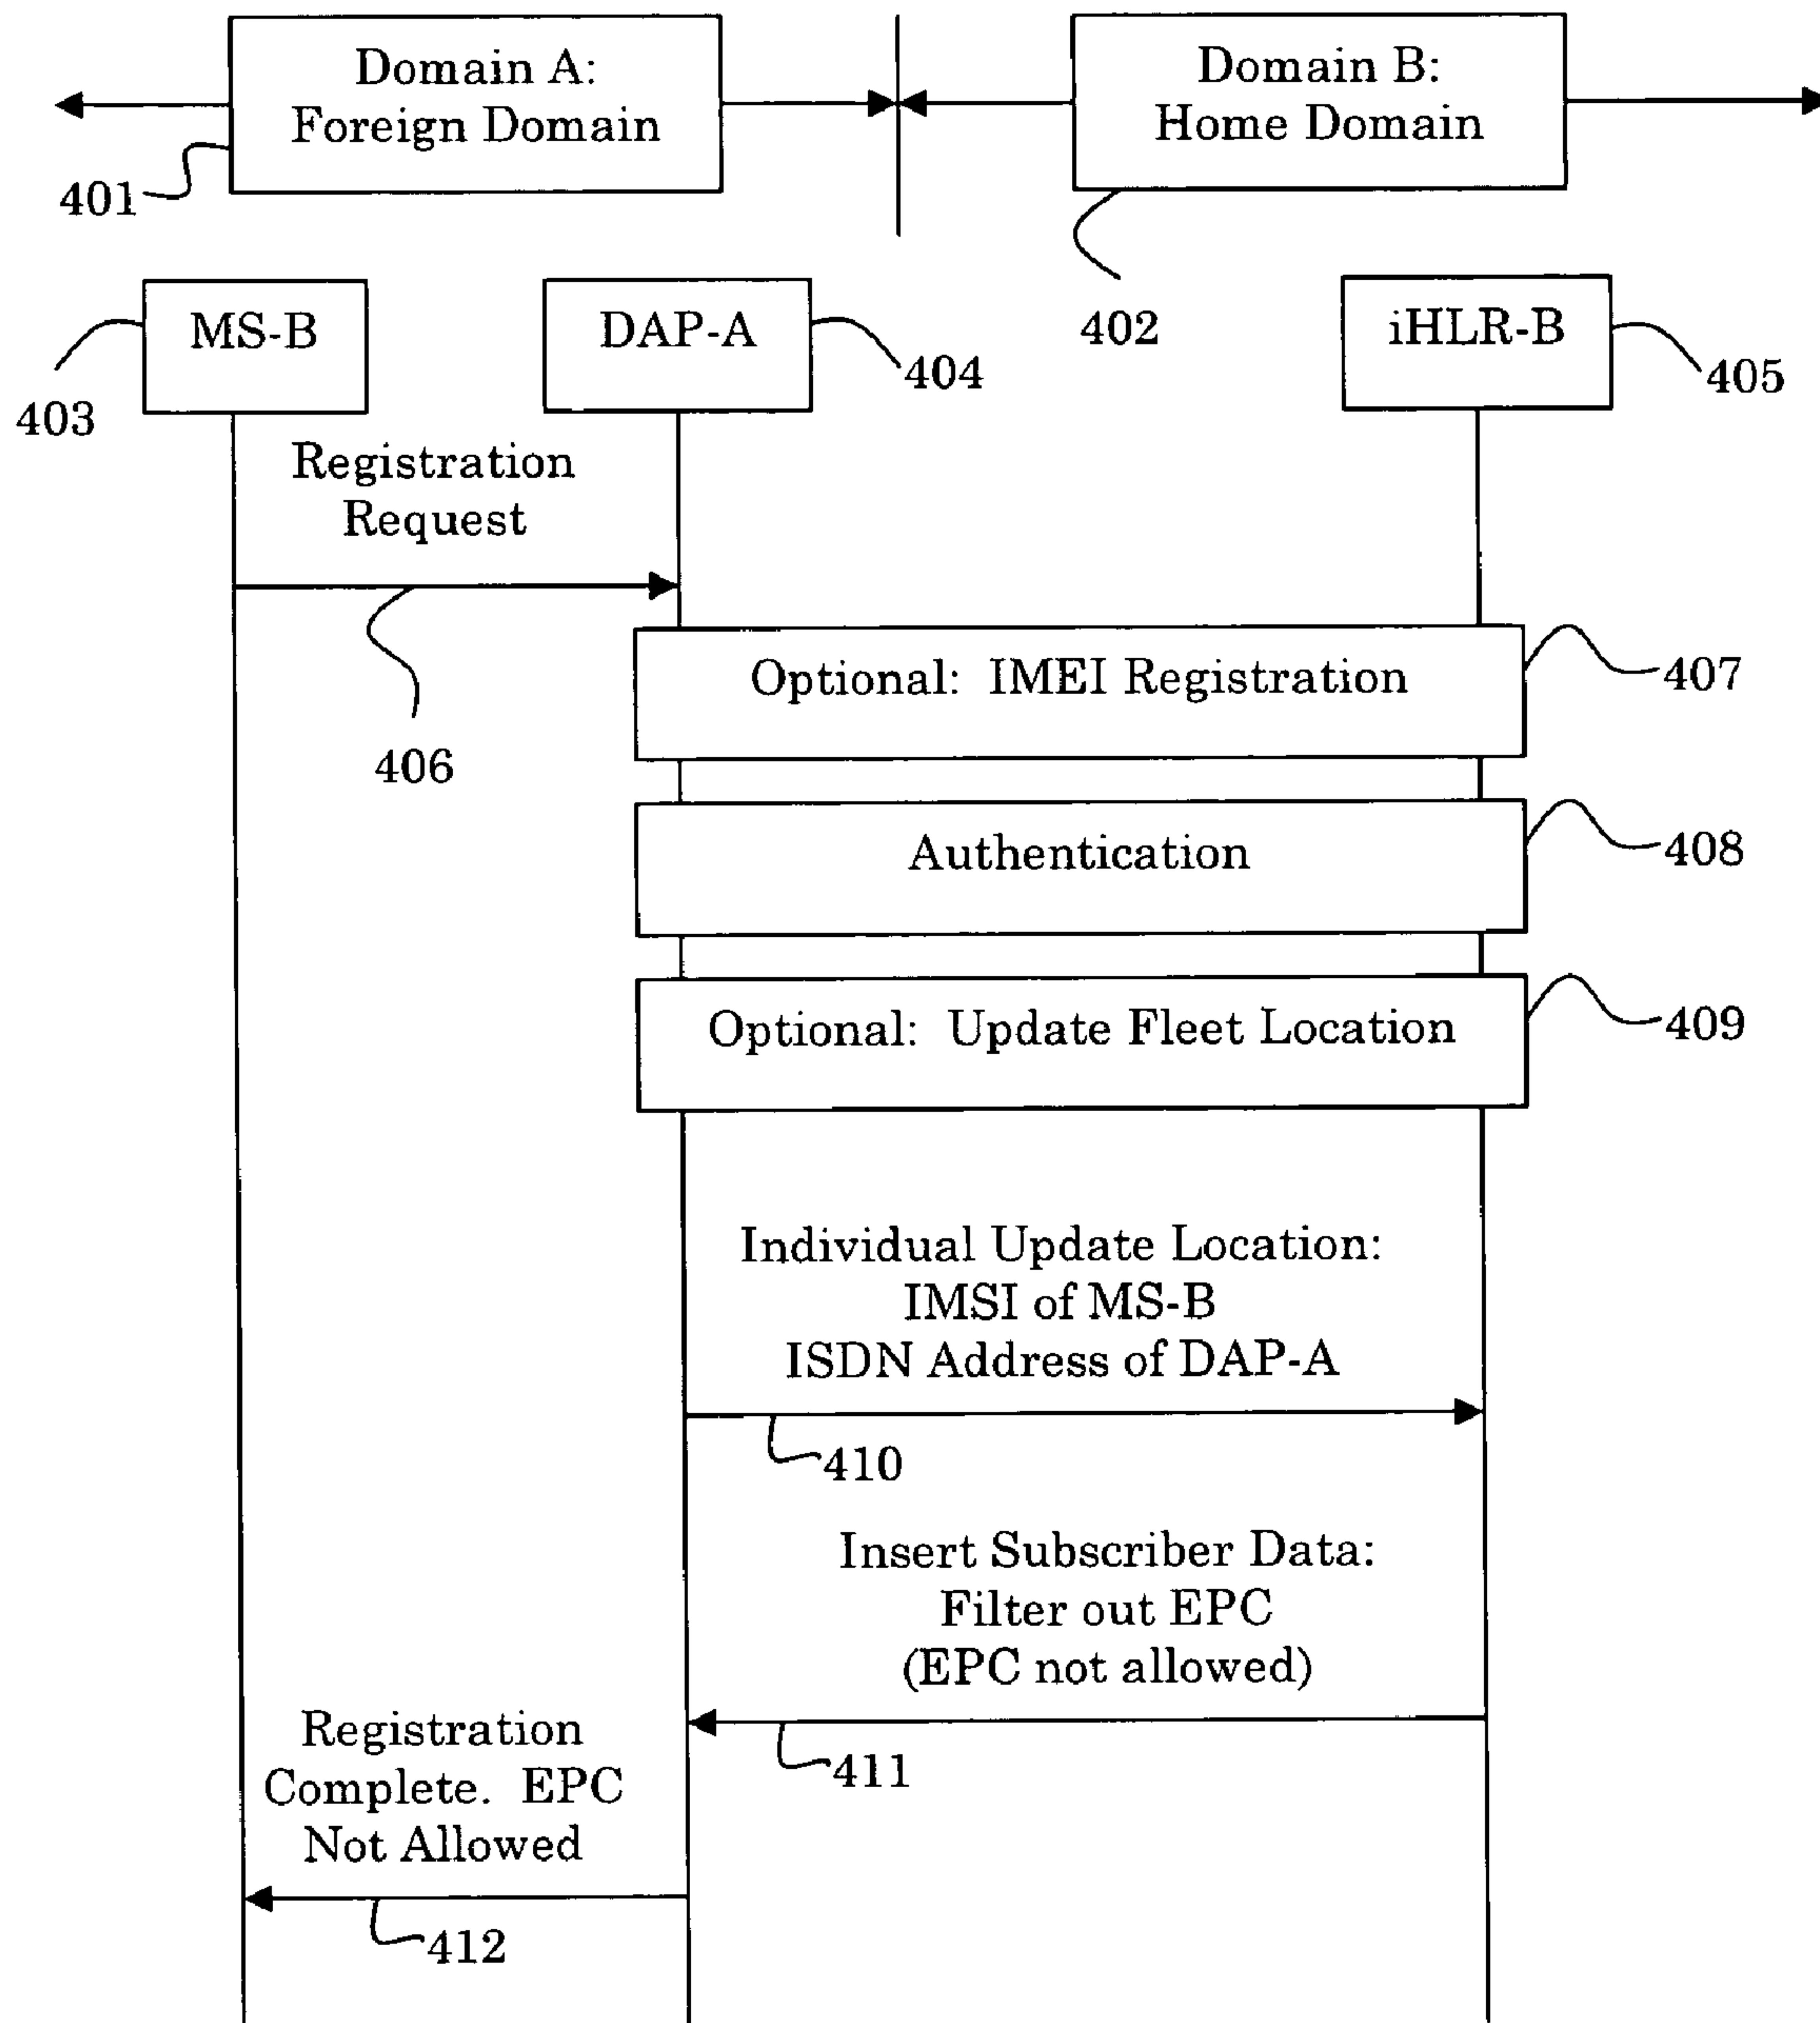 Domain A:
Foreign Domain
Domain B:
Home Domain
401
402
MS-B
DAP-A
iHLR-B
403
404
405
Registration
Request
406
Optional: IMEI Registration
407
Authentication
408
Optional: Update Fleet Location
409
Individual Update Location:
IMSI of MS-B
ISDN Address of DAP-A
410
Insert Subscriber Data:
Filter out EPC
(EPC not allowed)
411
Registration
Complete. EPC
Not Allowed
412